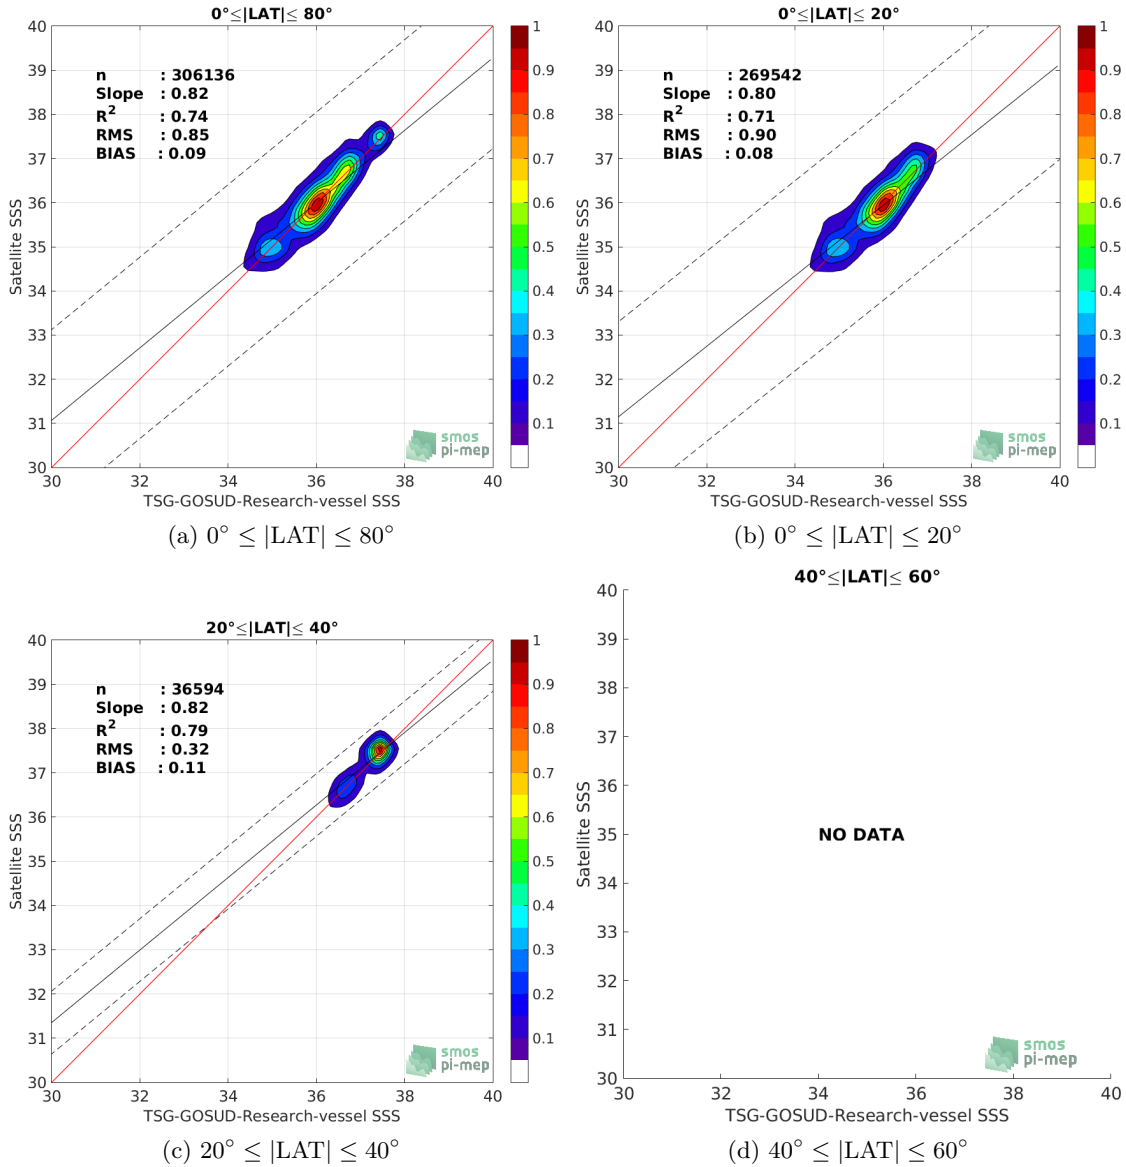 0°≤|LAT|≤ 80°
40
39
38
37
36
35
34
33
32
31
30
Satellite SSS
n : 306136
Slope : 0.82
R² : 0.74
RMS : 0.85
BIAS : 0.09
smos
pi-mep
30 32 34 36 38 40
TSG-GOSUD-Research-vessel SSS
1
0.9
0.8
0.7
0.6
0.5
0.4
0.3
0.2
0.1
(a) 0° ≤ |LAT| ≤ 80°
0°≤|LAT|≤ 20°
40
39
38
37
36
35
34
33
32
31
30
Satellite SSS
n : 269542
Slope : 0.80
R² : 0.71
RMS : 0.90
BIAS : 0.08
smos
pi-mep
30 32 34 36 38 40
TSG-GOSUD-Research-vessel SSS
1
0.9
0.8
0.7
0.6
0.5
0.4
0.3
0.2
0.1
(b) 0° ≤ |LAT| ≤ 20°
20°≤|LAT|≤ 40°
40
39
38
37
36
35
34
33
32
31
30
Satellite SSS
n : 36594
Slope : 0.82
R² : 0.79
RMS : 0.32
BIAS : 0.11
smos
pi-mep
30 32 34 36 38 40
TSG-GOSUD-Research-vessel SSS
1
0.9
0.8
0.7
0.6
0.5
0.4
0.3
0.2
0.1
(c) 20° ≤ |LAT| ≤ 40°
40°≤|LAT|≤ 60°
40
39
38
37
36
35
34
33
32
31
30
Satellite SSS
NO DATA
smos
pi-mep
30 32 34 36 38 40
TSG-GOSUD-Research-vessel SSS
(d) 40° ≤ |LAT| ≤ 60°